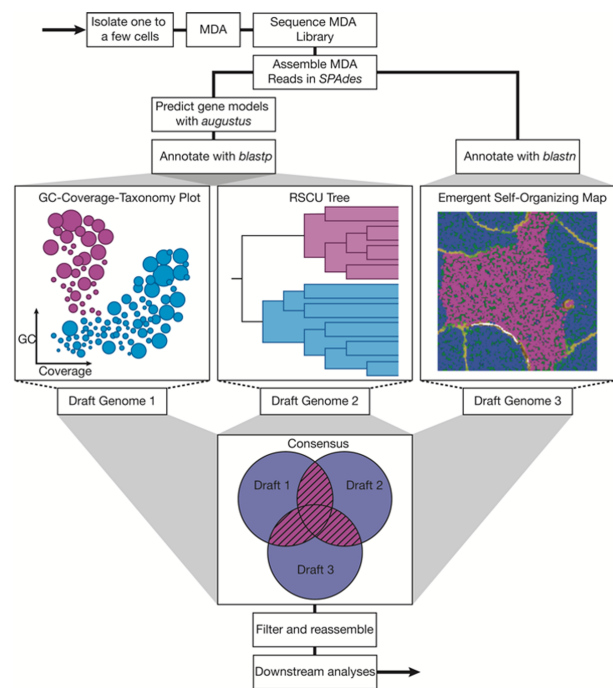 Isolate one to
a few cells
MDA
Sequence MDA
Library
Assemble MDA
Reads in SPAdes
Predict gene models
with augustus
Annotate with blastp
Annotate with blastn
GC-Coverage-Taxonomy Plot
GC
Coverage
RSCU Tree
Emergent Self-Organizing Map
Draft Genome 1
Draft Genome 2
Draft Genome 3
Consensus
Draft 1
Draft 2
Draft 3
Filter and reassemble
Downstream analyses